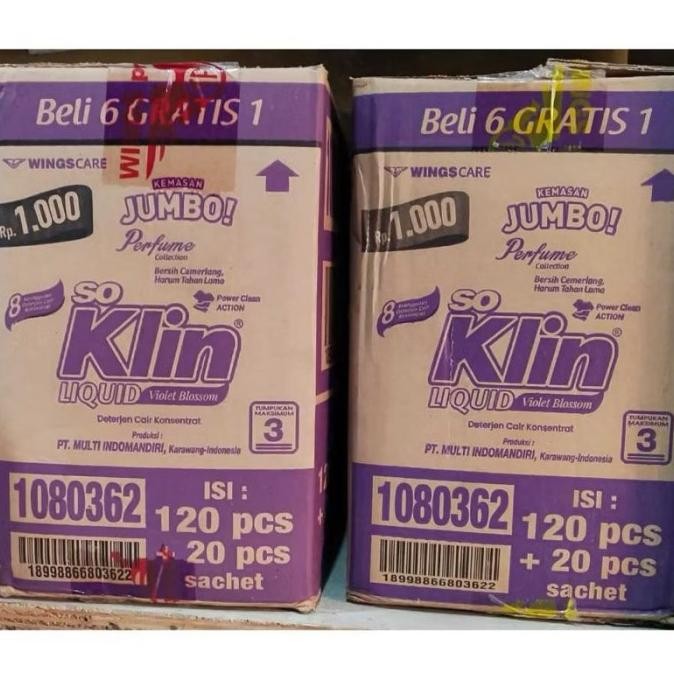 Beli 6 GRATIS 1
WINGSCARE
Rp. 1.000
KEMASAN
JUMBO!
Perfume
Collection
Bersih Cemerlang,
Harum Tahan Lama
8
Power Clean
ACTION
SO
Klin®
LIQUID Violet Blossom
Deterjen Cair Konsentrat
TUMPUKAN
MAKSIMUM
3
Produksi :
PT. MULTI INDOMANDIRI, Karawang-Indonesia
1080362
ISI :
120 pcs
+ 20 pcs
sachet
18998866803622
Beli 6 GRATIS 1
WINGSCARE
Rp. 1.000
KEMASAN
JUMBO!
Perfume
Collection
Bersih Cemerlang,
Harum Tahan Lama
8
Power Clean
ACTION
SO
Klin®
LIQUID Violet Blossom
Deterjen Cair Konsentrat
TUMPUKAN
MAKSIMUM
3
Produksi :
PT. MULTI INDOMANDIRI, Karawang-Indonesia
1080362
ISI :
120 pcs
+ 20 pcs
sachet
18998866803622